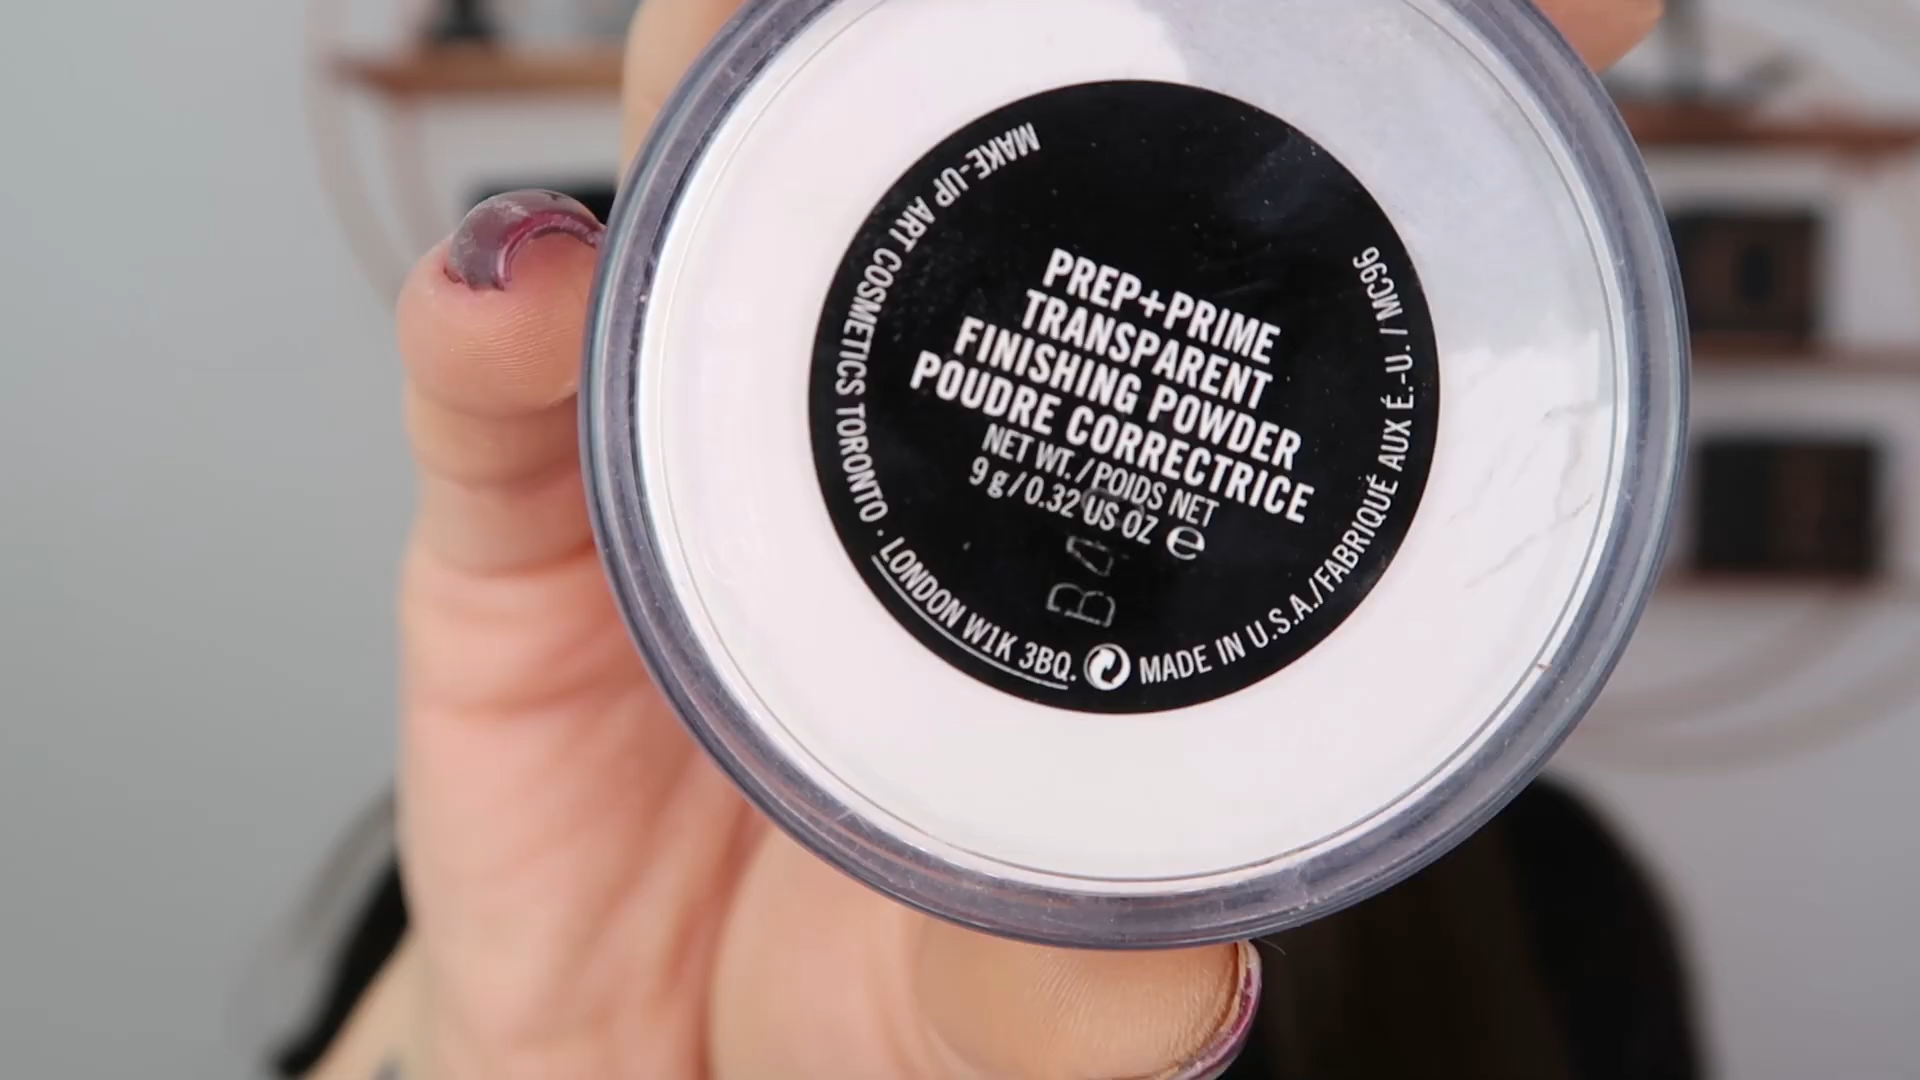 PREP+PRIME
TRANSPARENT
FINISHING POWDER
POUDRE CORRECTRICE
NET WT. / POIDS NET
9 g / 0.32 US OZ e
B4
MAKE-UP ART COSMETICS TORONTO · LONDON W1K 3BQ. MADE IN U.S.A./FABRIQUÉ AUX É.-U. / MC96